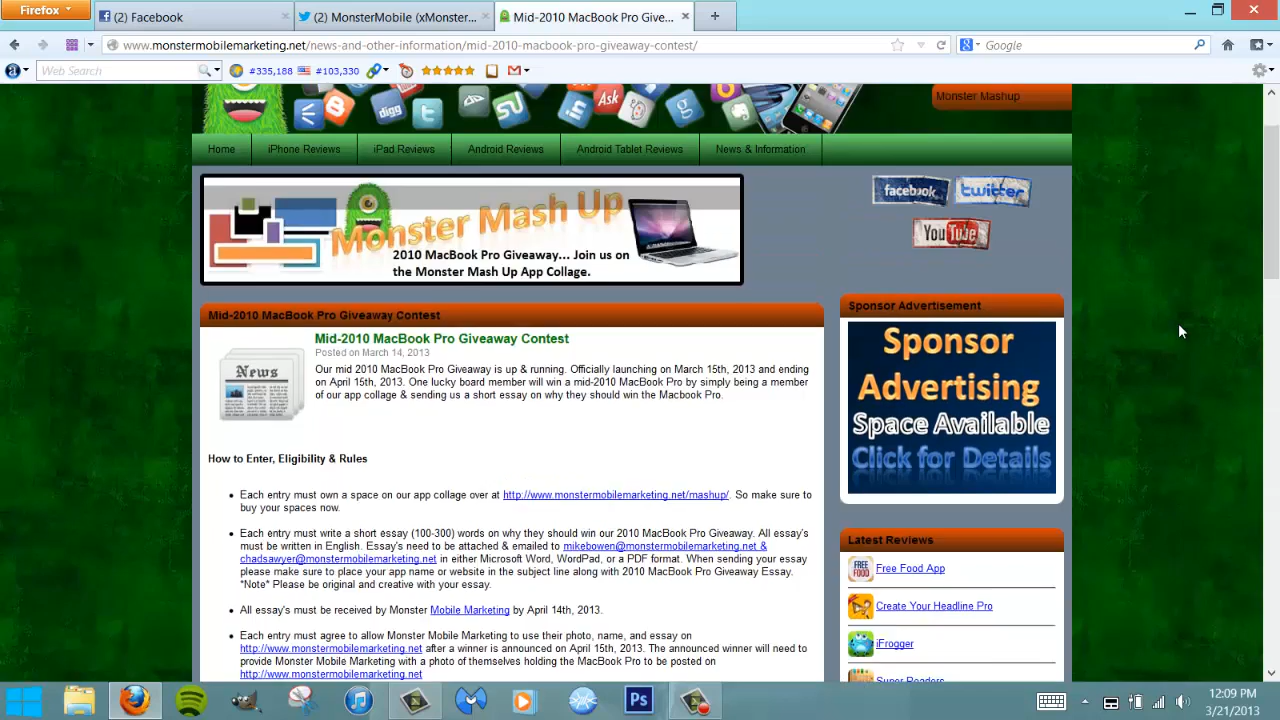 Firefox
(2) Facebook
(2) MonsterMobile (xMonster...
Mid-2010 MacBook Pro Give...
www.monstermobilemarketing.net/news-and-other-information/mid-2010-macbook-pro-giveaway-contest/
Google
Web Search
#335,188
#103,330
digg
Ask
Monster Mashup
Home
iPhone Reviews
iPad Reviews
Android Reviews
Android Tablet Reviews
News & Information
Monster Mash Up
2010 MacBook Pro Giveaway... Join us on
the Monster Mash Up App Collage.
facebook
twitter
YouTube
Mid-2010 MacBook Pro Giveaway Contest
News
Mid-2010 MacBook Pro Giveaway Contest
Posted on March 14, 2013
Our mid 2010 MacBook Pro Giveaway is up & running. Officially launching on March 15th, 2013 and ending
on April 15th, 2013. One lucky board member will win a mid-2010 MacBook Pro by simply being a member
of our app collage & sending us a short essay on why they should win the Macbook Pro.
How to Enter, Eligibility & Rules
Each entry must own a space on our app collage over at http://www.monstermobilemarketing.net/mashup/. So make sure to
buy your spaces now.
Each entry must write a short essay (100-300) words on why they should win our 2010 MacBook Pro Giveaway. All essay's
must be written in English. Essay's need to be attached & emailed to mikebowen@monstermobilemarketing.net &
chadsawyer@monstermobilemarketing.net in either Microsoft Word, WordPad, or a PDF format. When sending your essay
please make sure to place your app name or website in the subject line along with 2010 MacBook Pro Giveaway Essay.
*Note* Please be original and creative with your essay.
All essay's must be received by Monster Mobile Marketing by April 14th, 2013.
Each entry must agree to allow Monster Mobile Marketing to use their photo, name, and essay on
http://www.monstermobilemarketing.net after a winner is announced on April 15th, 2013. The announced winner will need to
provide Monster Mobile Marketing with a photo of themselves holding the MacBook Pro to be posted on
http://www.monstermobilemarketing.net
Sponsor Advertisement
Sponsor
Advertising
Space Available
Click for Details
Latest Reviews
FREE
FOOD
Free Food App
Create Your Headline Pro
iFrogger
Super Readers
Ps
12:09 PM
3/21/2013